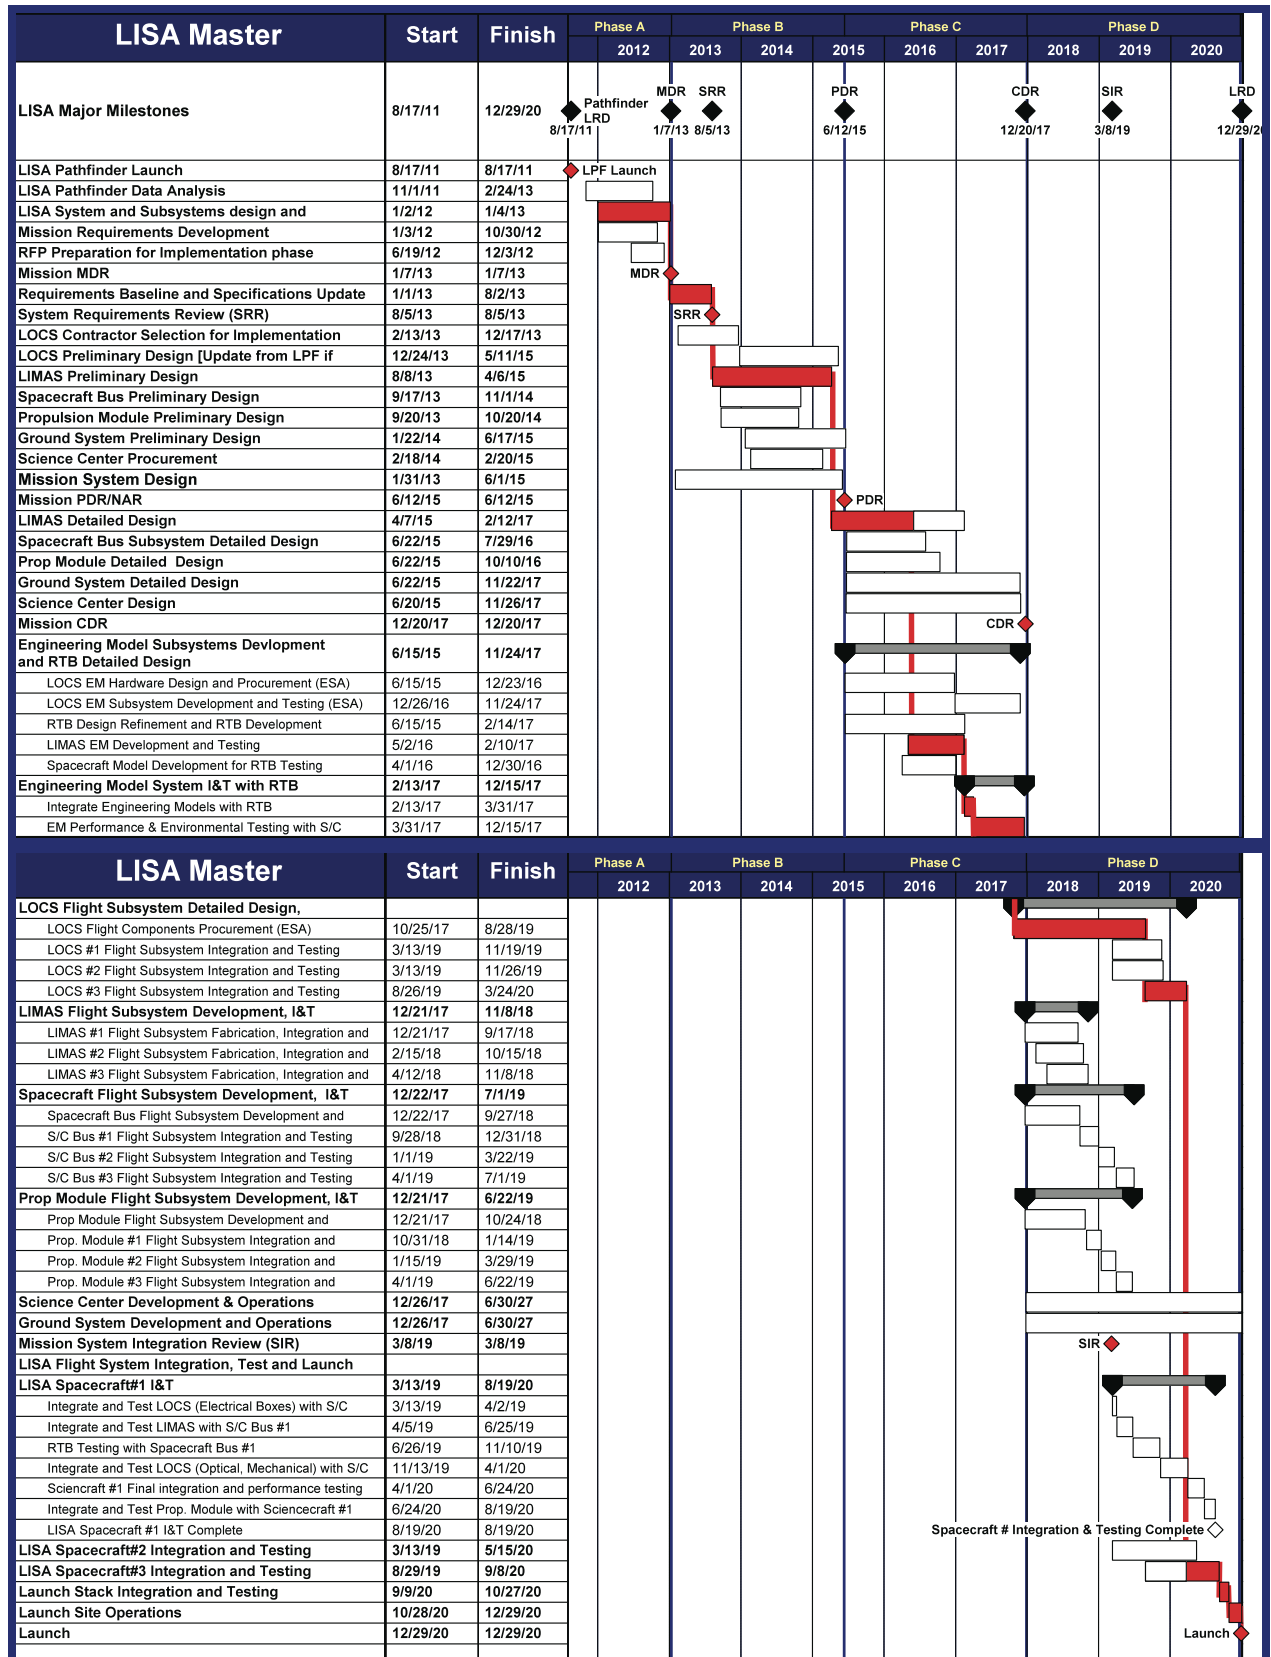 LISA Master Start Finish Phase A Phase B Phase C Phase D
2012 2013 2014 2015 2016 2017 2018 2019 2020
MDR SRR PDR CDR SIR LRD
LISA Major Milestones 8/17/11 12/29/20 Pathfinder
LRD
8/17/11 1/7/13 8/5/13 6/12/15 12/20/17 3/8/19 12/29/20
LISA Pathfinder Launch 8/17/11 8/17/11 LPF Launch
LISA Pathfinder Data Analysis 11/1/11 2/24/13
LISA System and Subsystems design and 1/2/12 1/4/13
Mission Requirements Development 1/3/12 10/30/12
RFP Preparation for Implementation phase 6/19/12 12/3/12
Mission MDR 1/7/13 1/7/13 MDR
Requirements Baseline and Specifications Update 1/1/13 8/2/13
System Requirements Review (SRR) 8/5/13 8/5/13 SRR
LOCS Contractor Selection for Implementation 2/13/13 12/17/13
LOCS Preliminary Design [Update from LPF if 12/24/13 5/11/15
LIMAS Preliminary Design 8/8/13 4/6/15
Spacecraft Bus Preliminary Design 9/17/13 11/1/14
Propulsion Module Preliminary Design 9/20/13 10/20/14
Ground System Preliminary Design 1/22/14 6/17/15
Science Center Procurement 2/18/14 2/20/15
Mission System Design 1/31/13 6/1/15
Mission PDR/NAR 6/12/15 6/12/15 PDR
LIMAS Detailed Design 4/7/15 2/12/17
Spacecraft Bus Subsystem Detailed Design 6/22/15 7/29/16
Prop Module Detailed Design 6/22/15 10/10/16
Ground System Detailed Design 6/22/15 11/22/17
Science Center Design 6/20/15 11/26/17
Mission CDR 12/20/17 12/20/17 CDR
Engineering Model Subsystems Devlopment
and RTB Detailed Design 6/15/15 11/24/17
LOCS EM Hardware Design and Procurement (ESA) 6/15/15 12/23/16
LOCS EM Subsystem Development and Testing (ESA) 12/26/16 11/24/17
RTB Design Refinement and RTB Development 6/15/15 2/14/17
LIMAS EM Development and Testing 5/2/16 2/10/17
Spacecraft Model Development for RTB Testing 4/1/16 12/30/16
Engineering Model System I&T with RTB 2/13/17 12/15/17
Integrate Engineering Models with RTB 2/13/17 3/31/17
EM Performance & Environmental Testing with S/C 3/31/17 12/15/17
LISA Master Start Finish Phase A Phase B Phase C Phase D
2012 2013 2014 2015 2016 2017 2018 2019 2020
LOCS Flight Subsystem Detailed Design,
LOCS Flight Components Procurement (ESA) 10/25/17 8/28/19
LOCS #1 Flight Subsystem Integration and Testing 3/13/19 11/19/19
LOCS #2 Flight Subsystem Integration and Testing 3/13/19 11/26/19
LOCS #3 Flight Subsystem Integration and Testing 8/26/19 3/24/20
LIMAS Flight Subsystem Development, I&T 12/21/17 11/8/18
LIMAS #1 Flight Subsystem Fabrication, Integration and 12/21/17 9/17/18
LIMAS #2 Flight Subsystem Fabrication, Integration and 2/15/18 10/15/18
LIMAS #3 Flight Subsystem Fabrication, Integration and 4/12/18 11/8/18
Spacecraft Flight Subsystem Development, I&T 12/22/17 7/1/19
Spacecraft Bus Flight Subsystem Development and 12/22/17 9/27/18
S/C Bus #1 Flight Subsystem Integration and Testing 9/28/18 12/31/18
S/C Bus #2 Flight Subsystem Integration and Testing 1/1/19 3/22/19
S/C Bus #3 Flight Subsystem Integration and Testing 4/1/19 7/1/19
Prop Module Flight Subsystem Development, I&T 12/21/17 6/22/19
Prop Module Flight Subsystem Development and 12/21/17 10/24/18
Prop. Module #1 Flight Subsystem Integration and 10/31/18 1/14/19
Prop. Module #2 Flight Subsystem Integration and 1/15/19 3/29/19
Prop. Module #3 Flight Subsystem Integration and 4/1/19 6/22/19
Science Center Development & Operations 12/26/17 6/30/27
Ground System Development and Operations 12/26/17 6/30/27
Mission System Integration Review (SIR) 3/8/19 3/8/19 SIR
LISA Flight System Integration, Test and Launch
LISA Spacecraft#1 I&T 3/13/19 8/19/20
Integrate and Test LOCS (Electrical Boxes) with S/C 3/13/19 4/2/19
Integrate and Test LIMAS with S/C Bus #1 4/5/19 6/25/19
RTB Testing with Spacecraft Bus #1 6/26/19 11/10/19
Integrate and Test LOCS (Optical, Mechanical) with S/C 11/13/19 4/1/20
Sciencraft #1 Final integration and performance testing 4/1/20 6/24/20
Integrate and Test Prop. Module with Sciencecraft #1 6/24/20 8/19/20
LISA Spacecraft #1 I&T Complete 8/19/20 8/19/20 Spacecraft # Integration & Testing Complete
LISA Spacecraft#2 Integration and Testing 3/13/19 5/15/20
LISA Spacecraft#3 Integration and Testing 8/29/19 9/8/20
Launch Stack Integration and Testing 9/9/20 10/27/20
Launch Site Operations 10/28/20 12/29/20
Launch 12/29/20 12/29/20 Launch